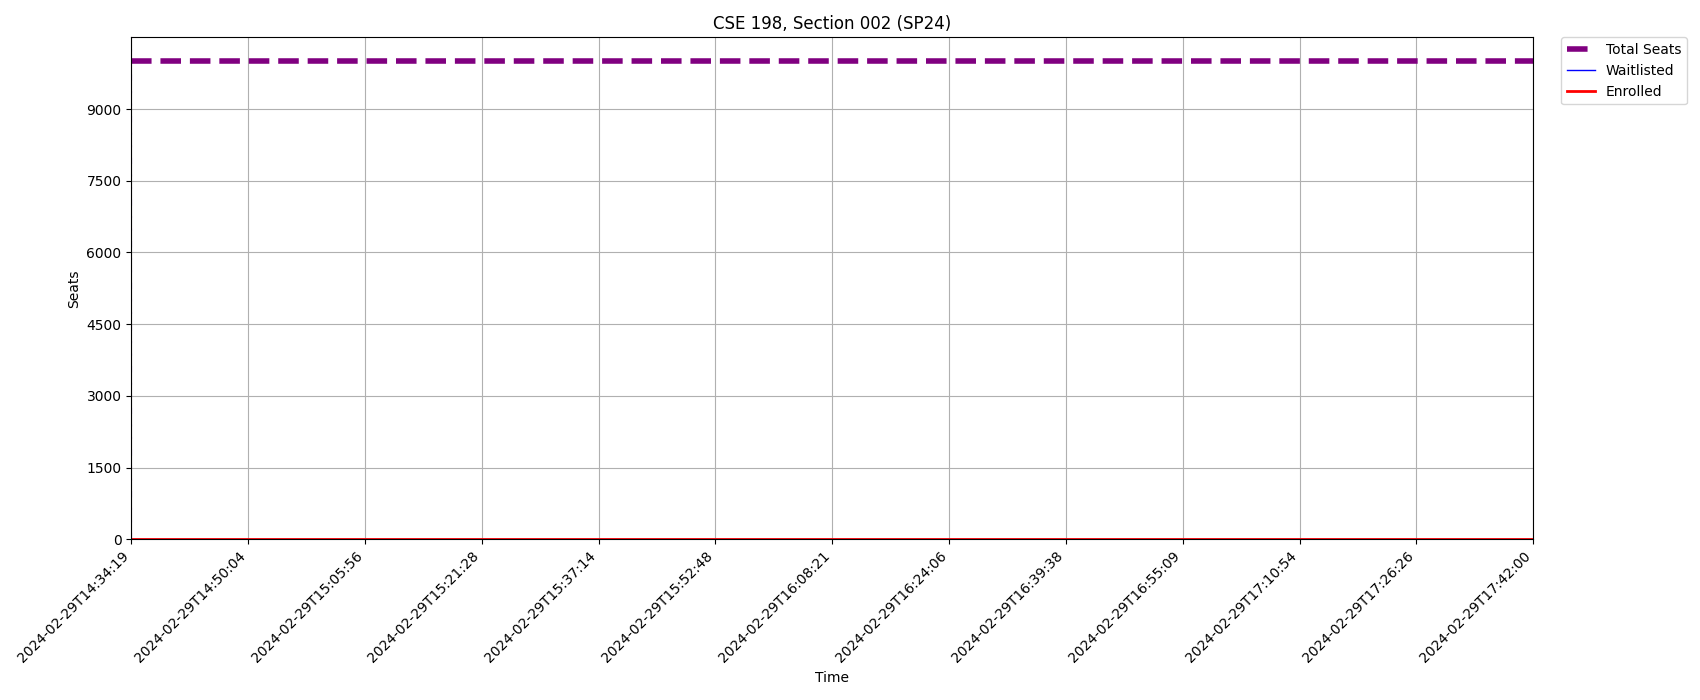 CSE 198, Section 002 (SP24)
Total Seats
Waitlisted
Enrolled
9000
7500
6000
4500
3000
1500
0
Seats
2024-02-29T14:34:19
2024-02-29T14:50:04
2024-02-29T15:05:56
2024-02-29T15:21:28
2024-02-29T15:37:14
2024-02-29T15:52:48
2024-02-29T16:08:21
2024-02-29T16:24:06
2024-02-29T16:39:38
2024-02-29T16:55:09
2024-02-29T17:10:54
2024-02-29T17:26:26
2024-02-29T17:42:00
Time